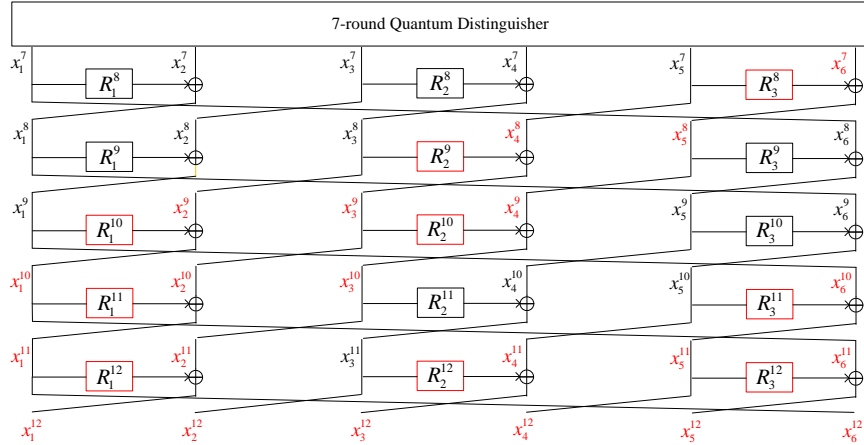 7-round Quantum Distinguisher
x_1^7 R_1^8 x_2^7 x_3^7 R_2^8 x_4^7 x_5^7 R_3^8 x_6^7
x_1^8 R_1^9 x_2^8 x_3^8 R_2^9 x_4^8 x_5^8 R_3^9 x_6^8
x_1^9 R_1^10 x_2^9 x_3^9 R_2^10 x_4^9 x_5^9 R_3^10 x_6^9
x_1^10 R_1^11 x_2^10 x_3^10 R_2^11 x_4^10 x_5^10 R_3^11 x_6^10
x_1^11 R_1^12 x_2^11 x_3^11 R_2^12 x_4^11 x_5^11 R_3^12 x_6^11
x_1^12 x_2^12 x_3^12 x_4^12 x_5^12 x_6^12